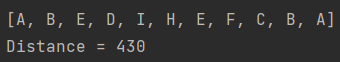 [A, B, E, D, I, H, E, F, C, B, A]
Distance = 430